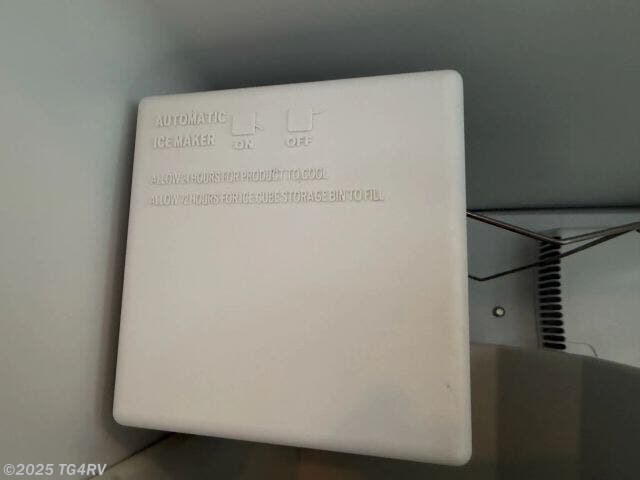 AUTOMATIC
ICE MAKER
ON
OFF
ALLOW 24 HOURS FOR PRODUCT TO COOL
ALLOW 72 HOURS FOR ICE CUBE STORAGE BIN TO FILL
©2025 TG4RV